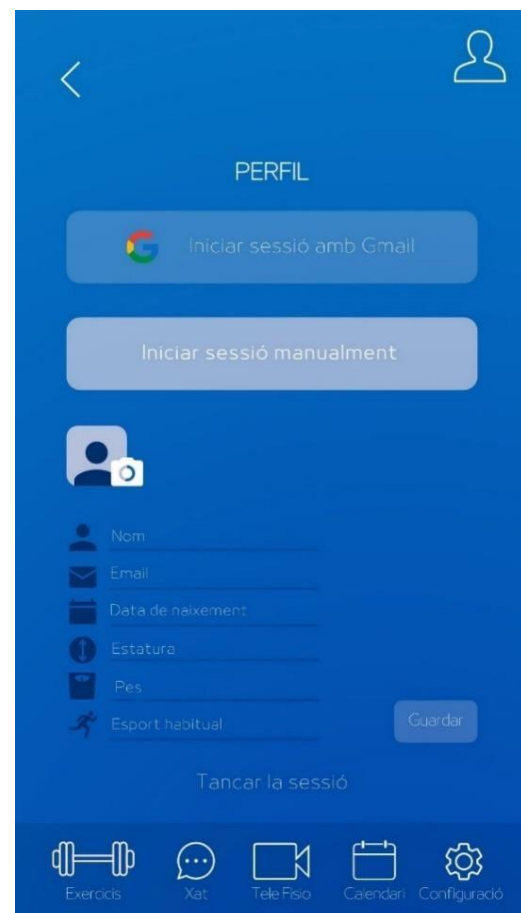 PERFIL
Iniciar sessió amb Gmail
Iniciar sessió manualment
Nom
Email
Data de naixement
Estatura
Pes
Esport habitual
Guardar
Tancar la sessió
Exercicis
Xat
Tele Fisio
Calendari
Configuració